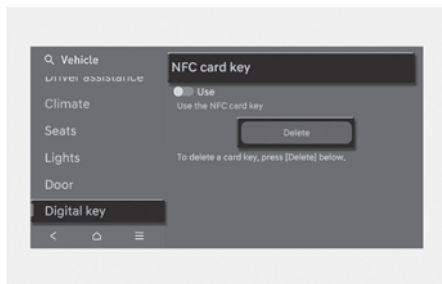 Vehicle
Driver assistance
Climate
Seats
Lights
Door
Digital key
NFC card key
Use
Use the NFC card key
Delete
To delete a card key, press [Delete] below.